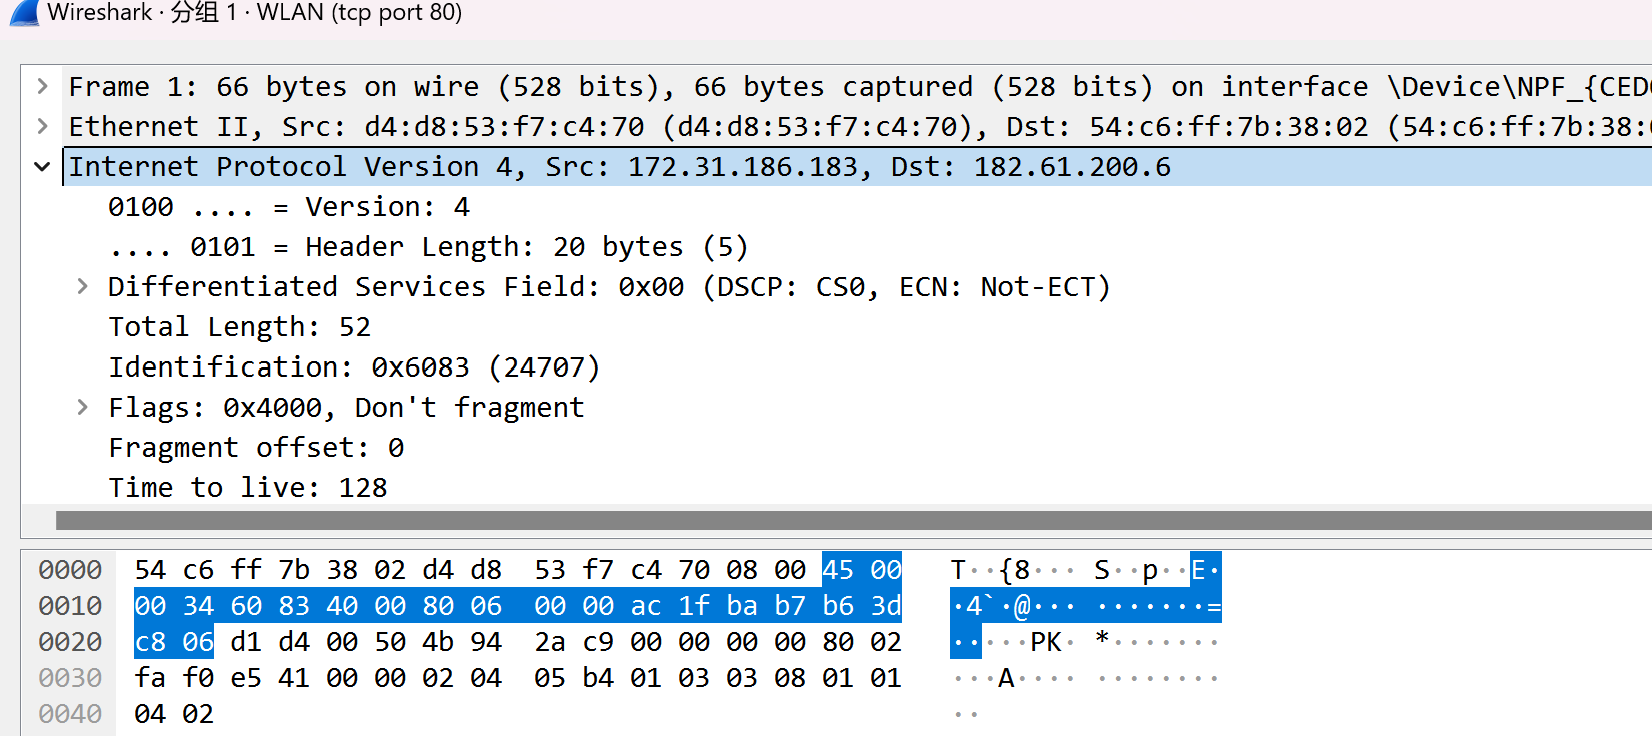 Wireshark · 分组 1 · WLAN (tcp port 80)
Frame 1: 66 bytes on wire (528 bits), 66 bytes captured (528 bits) on interface \Device\NPF_{CED
Ethernet II, Src: d4:d8:53:f7:c4:70 (d4:d8:53:f7:c4:70), Dst: 54:c6:ff:7b:38:02 (54:c6:ff:7b:38:
Internet Protocol Version 4, Src: 172.31.186.183, Dst: 182.61.200.6
0100 .... = Version: 4
.... 0101 = Header Length: 20 bytes (5)
Differentiated Services Field: 0x00 (DSCP: CS0, ECN: Not-ECT)
Total Length: 52
Identification: 0x6083 (24707)
Flags: 0x4000, Don't fragment
Fragment offset: 0
Time to live: 128
0000 54 c6 ff 7b 38 02 d4 d8 53 f7 c4 70 08 00 45 00 T··{8··· S··p··E·
0010 00 34 60 83 40 00 80 06 00 00 ac 1f ba b7 b6 3d ·4`·@··· ·······=
0020 c8 06 d1 d4 00 50 4b 94 2a c9 00 00 00 00 80 02 ·····PK· *·······
0030 fa f0 e5 41 00 00 02 04 05 b4 01 03 03 08 01 01 ···A···· ········
0040 04 02 ··